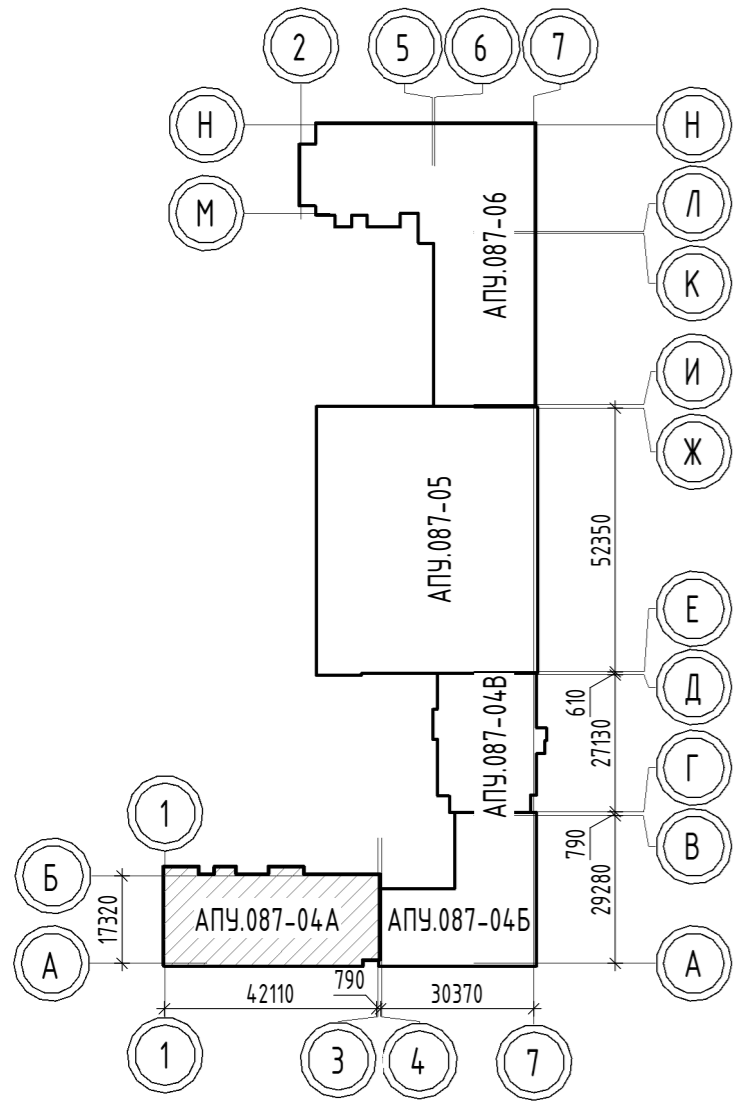 2
5
6
7
Н
Н
М
Л
К
АПУ.087-06
И
Ж
АПУ.087-05
52350
Е
Д
610
27130
АПУ.087-04В
Г
В
790
29280
1
Б
А
17320
АПУ.087-04А
АПУ.087-04Б
А
42110
790
30370
1
3
4
7